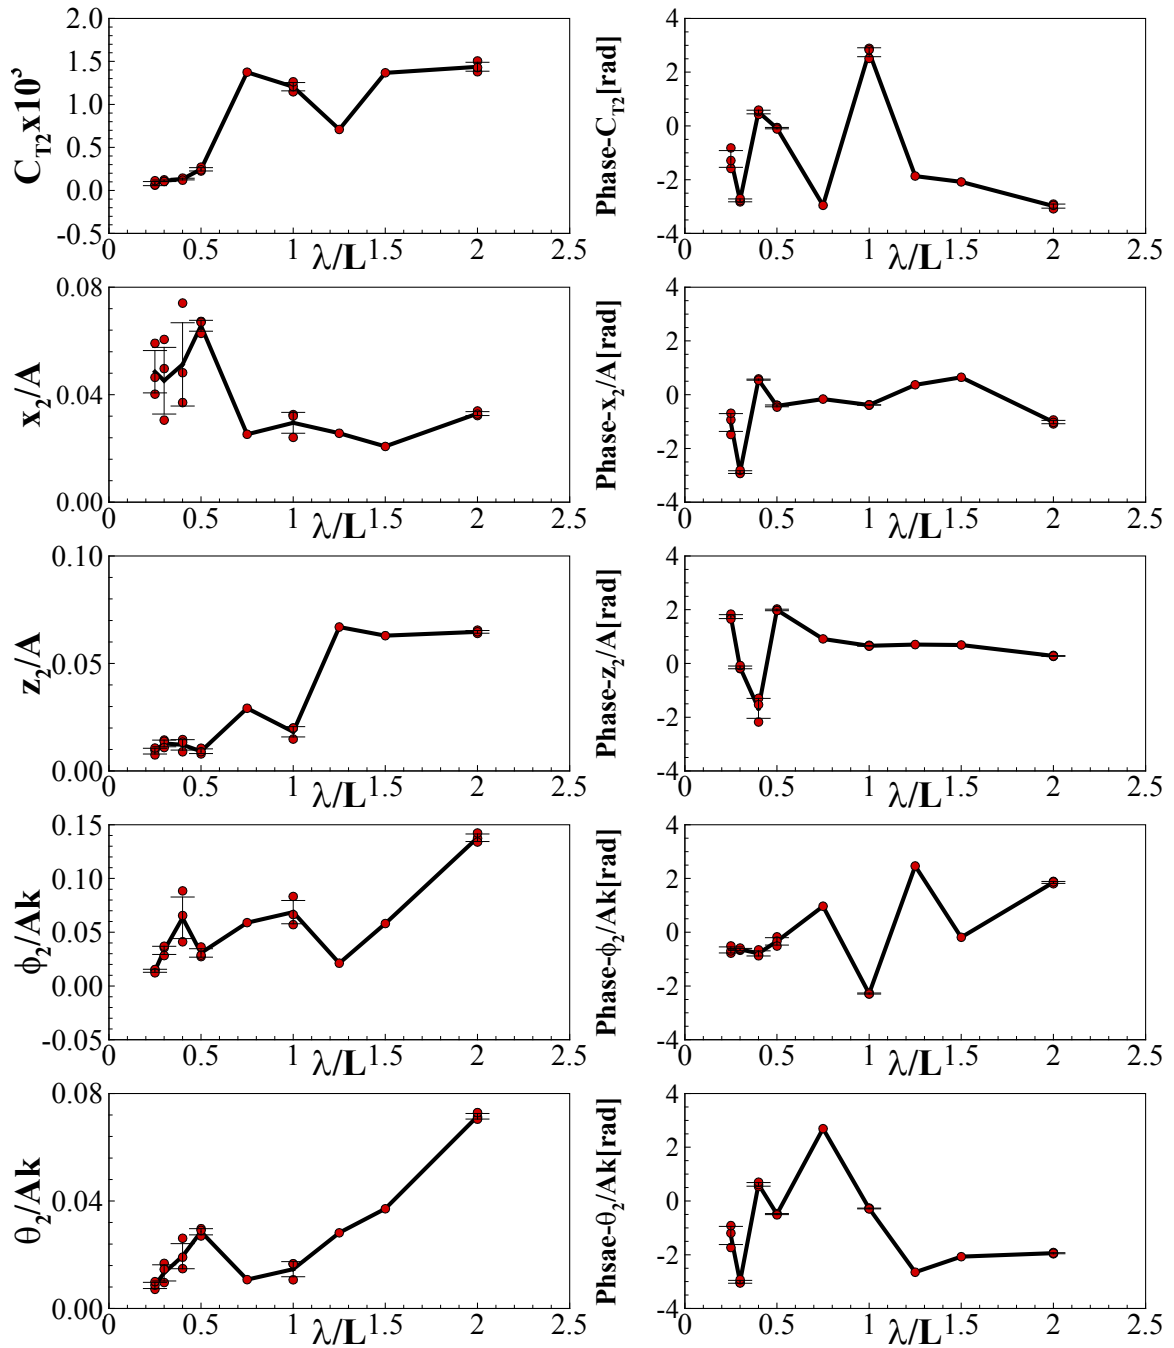 C_T2x10³
2.0
1.5
1.0
0.5
0.0
-0.5
0 0.5 1 1.5 2 2.5
λ/L
Phase-C_T2[rad]
4
2
0
-2
-4
0 0.5 1 1.5 2 2.5
λ/L
x₂/A
0.08
0.04
0.00
0 0.5 1 1.5 2 2.5
λ/L
Phase-x₂/A[rad]
4
2
0
-2
-4
0 0.5 1 1.5 2 2.5
λ/L
z₂/A
0.10
0.05
0.00
0 0.5 1 1.5 2 2.5
λ/L
Phase-z₂/A[rad]
4
2
0
-2
-4
0 0.5 1 1.5 2 2.5
λ/L
ϕ₂/Ak
0.15
0.10
0.05
0.00
-0.05
0 0.5 1 1.5 2 2.5
λ/L
Phase-ϕ₂/Ak[rad]
4
2
0
-2
-4
0 0.5 1 1.5 2 2.5
λ/L
θ₂/Ak
0.08
0.04
0.00
0 0.5 1 1.5 2 2.5
λ/L
Phsae-θ₂/Ak[rad]
4
2
0
-2
-4
0 0.5 1 1.5 2 2.5
λ/L